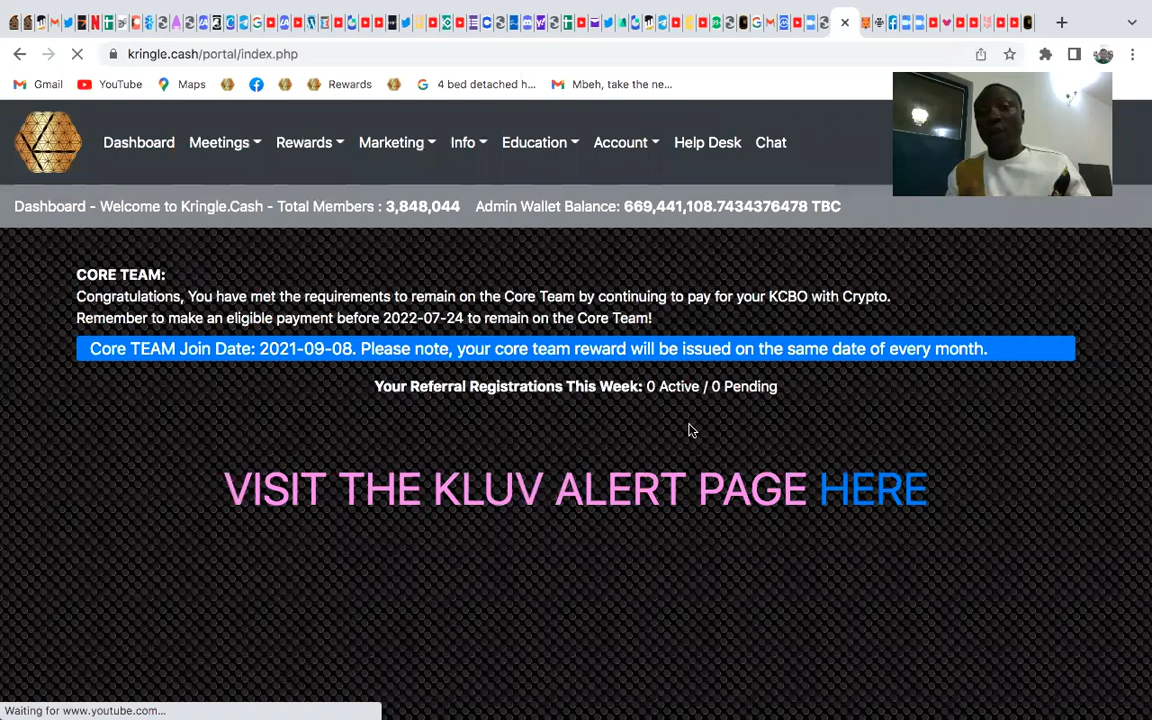 kringle.cash/portal/index.php
Gmail YouTube Maps Rewards 4 bed detached h... Mbeh, take the ne...
Dashboard Meetings Rewards Marketing Info Education Account Help Desk Chat
Dashboard - Welcome to Kringle.Cash - Total Members : 3,848,044 Admin Wallet Balance: 669,441,108.7434376478 TBC
CORE TEAM:
Congratulations, You have met the requirements to remain on the Core Team by continuing to pay for your KCBO with Crypto.
Remember to make an eligible payment before 2022-07-24 to remain on the Core Team!
Core TEAM Join Date: 2021-09-08. Please note, your core team reward will be issued on the same date of every month.
Your Referral Registrations This Week: 0 Active / 0 Pending
VISIT THE KLUV ALERT PAGE HERE
Waiting for www.youtube.com...